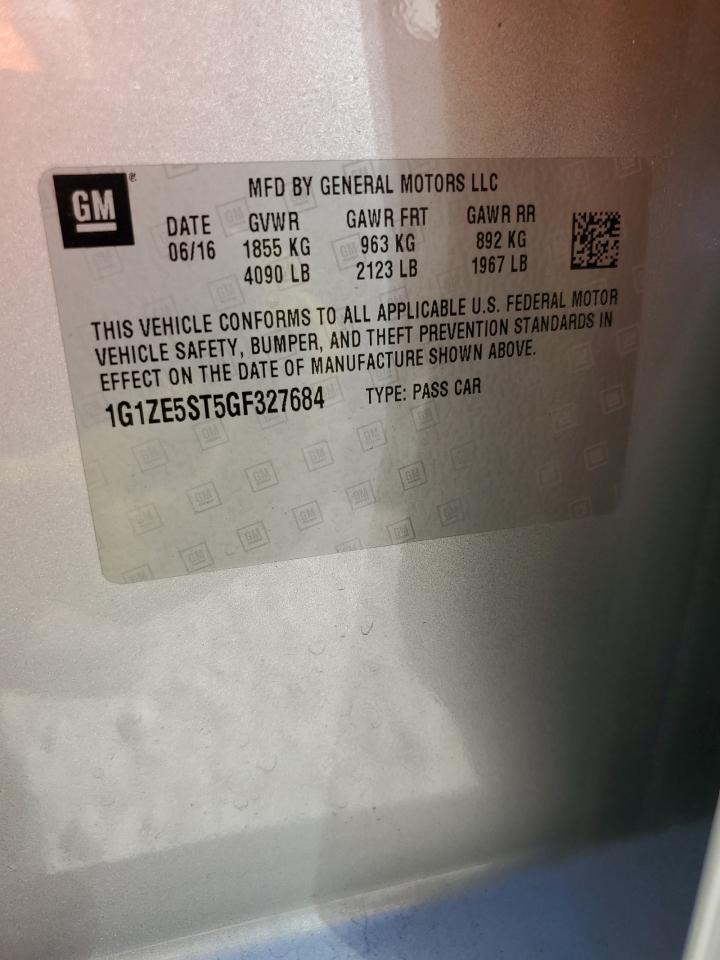 GM®
MFD BY GENERAL MOTORS LLC
DATE GVWR GAWR FRT GAWR RR
06/16 1855 KG 963 KG 892 KG
4090 LB 2123 LB 1967 LB
THIS VEHICLE CONFORMS TO ALL APPLICABLE U.S. FEDERAL MOTOR
VEHICLE SAFETY, BUMPER, AND THEFT PREVENTION STANDARDS IN
EFFECT ON THE DATE OF MANUFACTURE SHOWN ABOVE.
1G1ZE5ST5GF327684 TYPE: PASS CAR